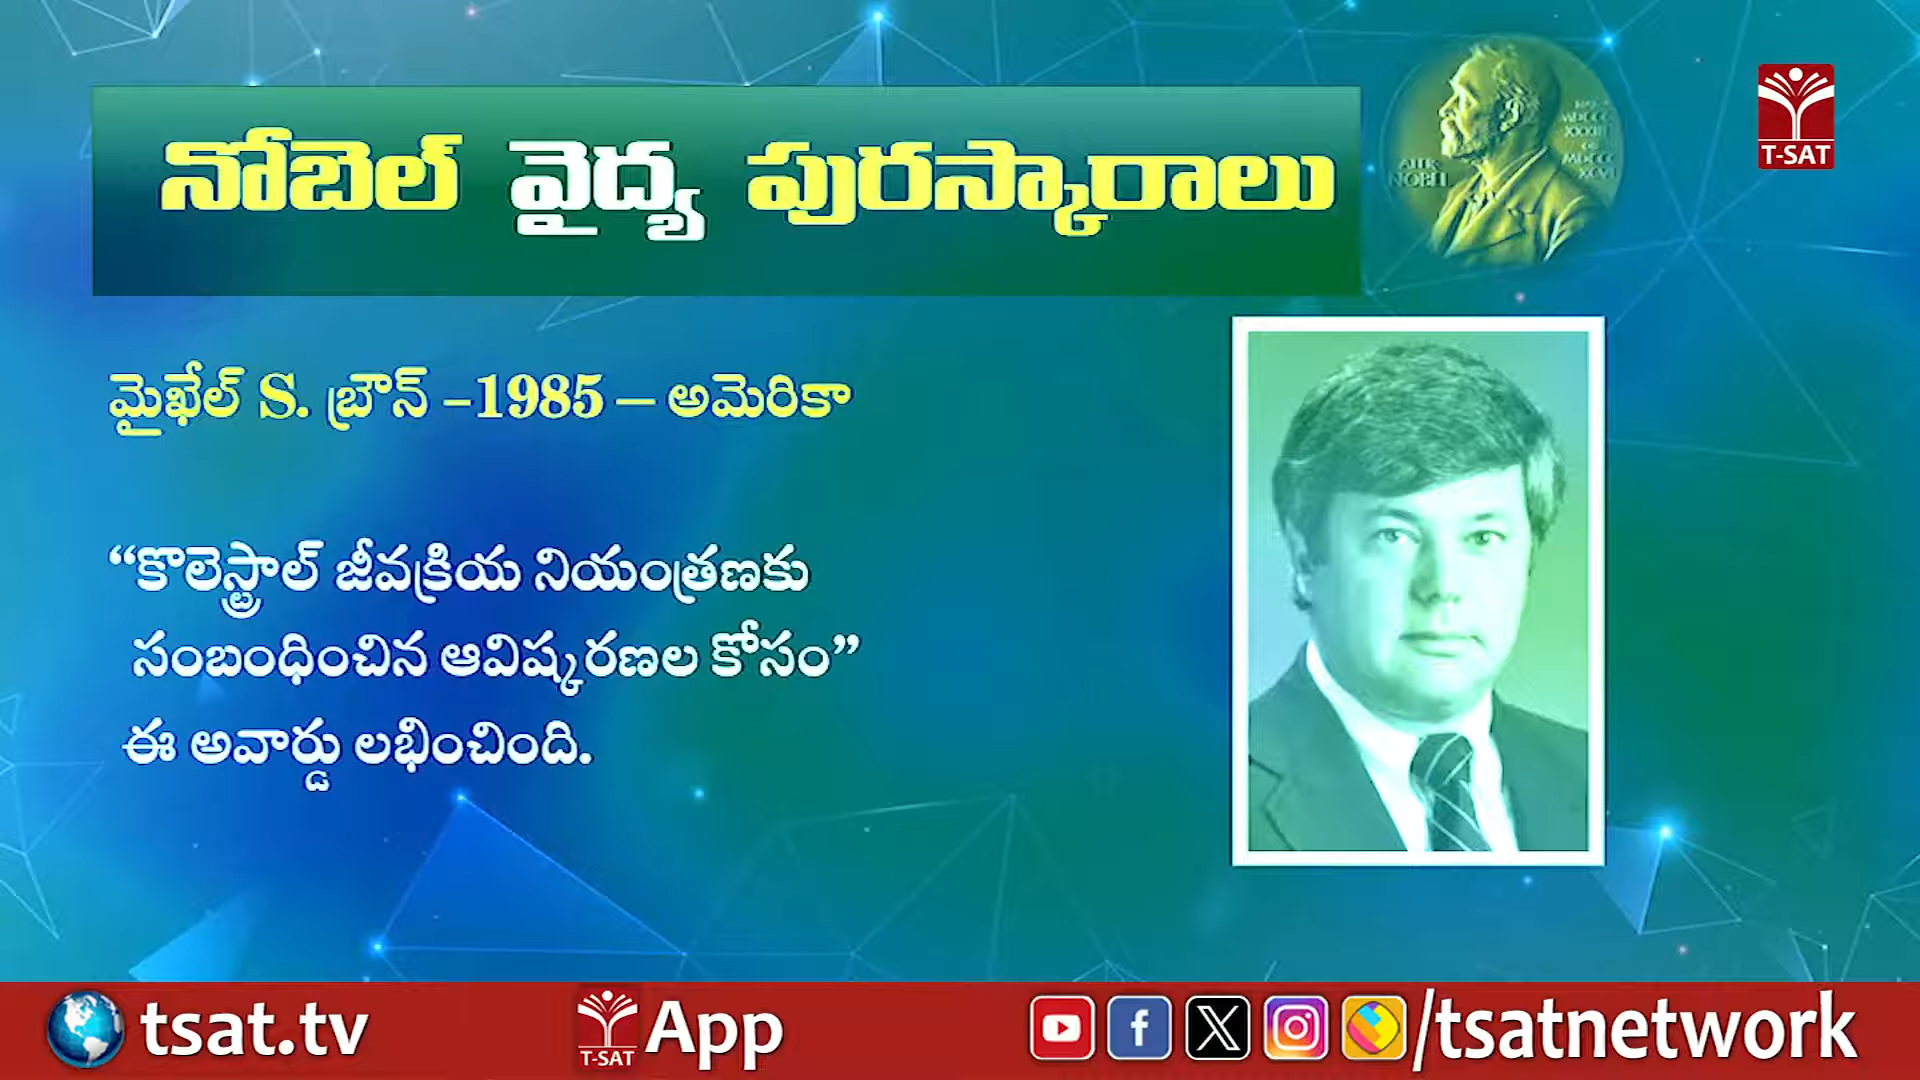 నోబెల్ వైద్య పురస్కారాలు
T-SAT
మైఖేల్ S. బ్రౌన్ –1985 – అమెరికా
“కొలెస్ట్రాల్ జీవక్రియ నియంత్రణకు
సంబంధించిన ఆవిష్కరణల కోసం”
ఈ అవార్డు లభించింది.
tsat.tv
T-SAT App
/tsatnetwork